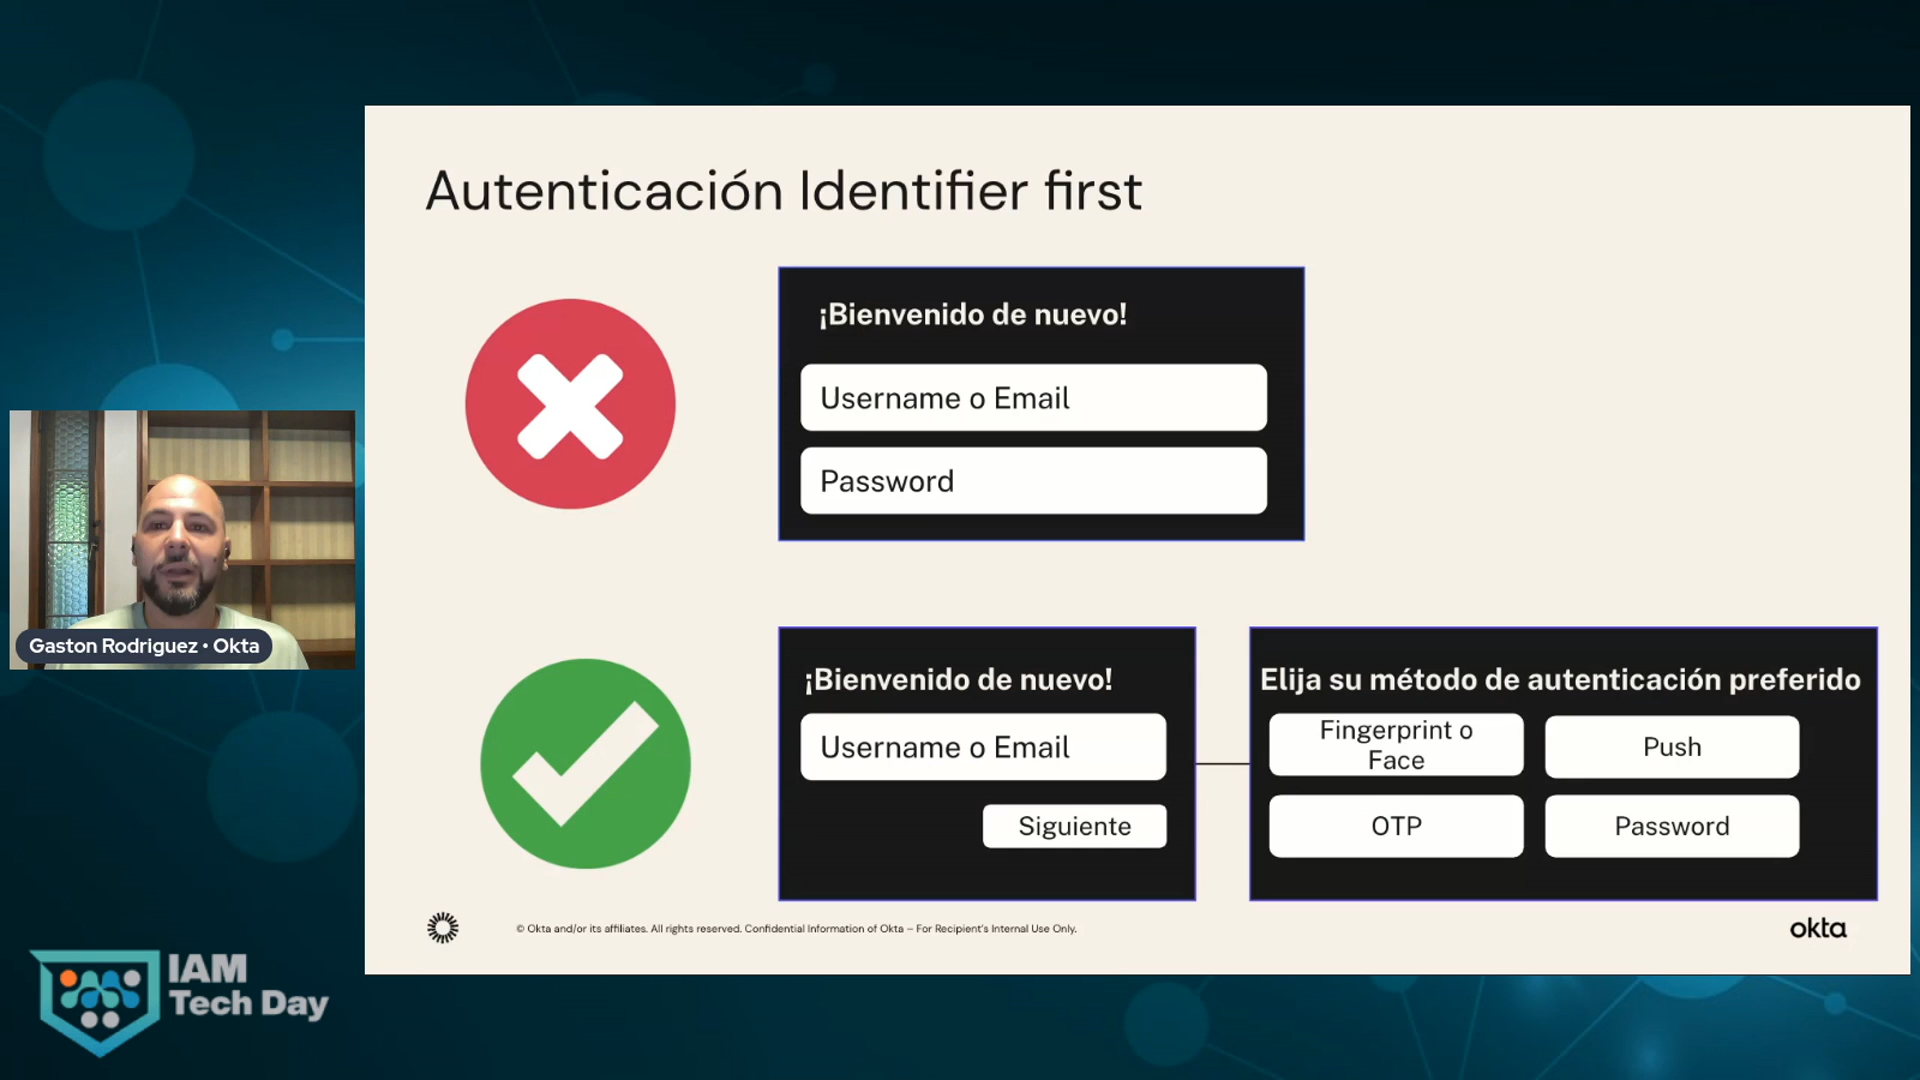 Autenticación Identifier first
¡Bienvenido de nuevo!
Username o Email
Password
¡Bienvenido de nuevo!
Username o Email
Siguiente
Elija su método de autenticación preferido
Fingerprint o
Face
Push
OTP
Password
© Okta and/or its affiliates. All rights reserved. Confidential Information of Okta – For Recipient's Internal Use Only.
okta
Gaston Rodriguez • Okta
IAM
Tech Day